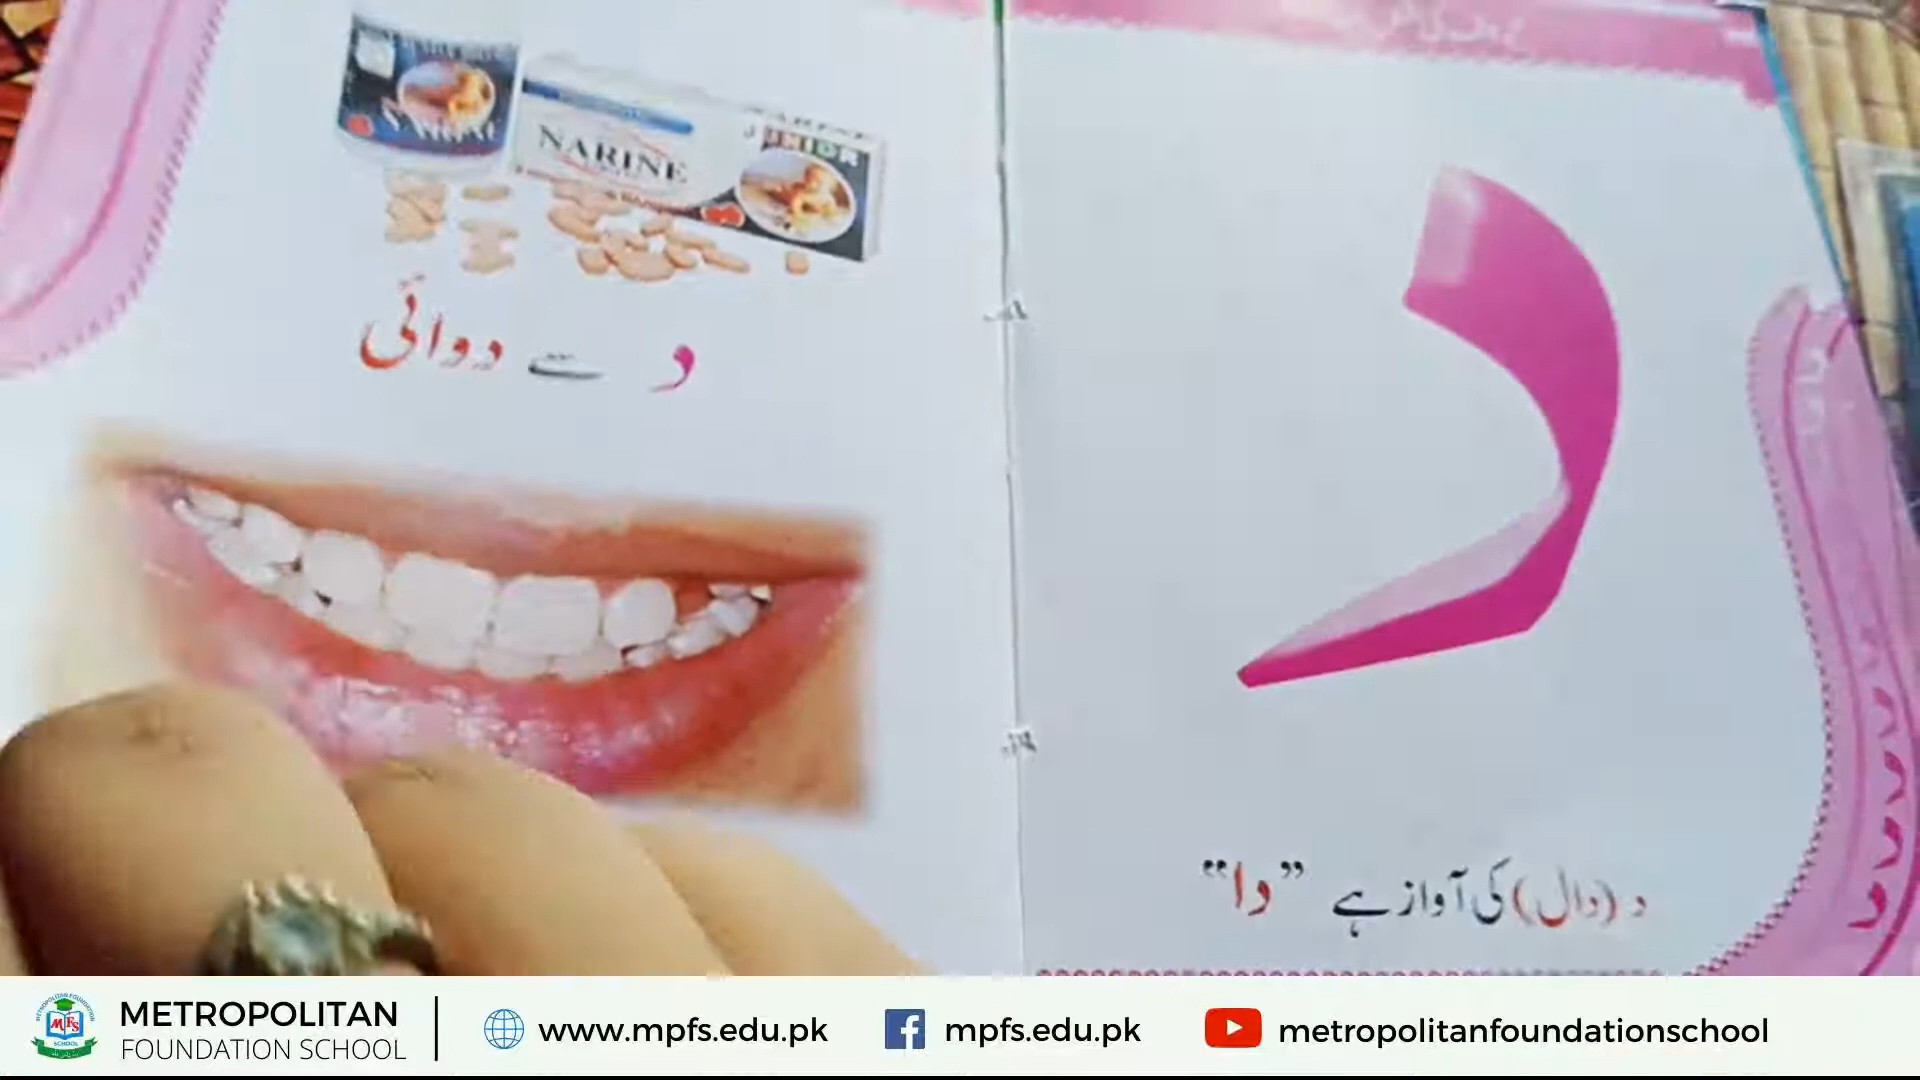 NARINE
JUNIOR
د سے دوائی
د
د (دال) کی آواز ہے ”دا“
METROPOLITAN
FOUNDATION SCHOOL
www.mpfs.edu.pk
mpfs.edu.pk
metropolitanfoundationschool